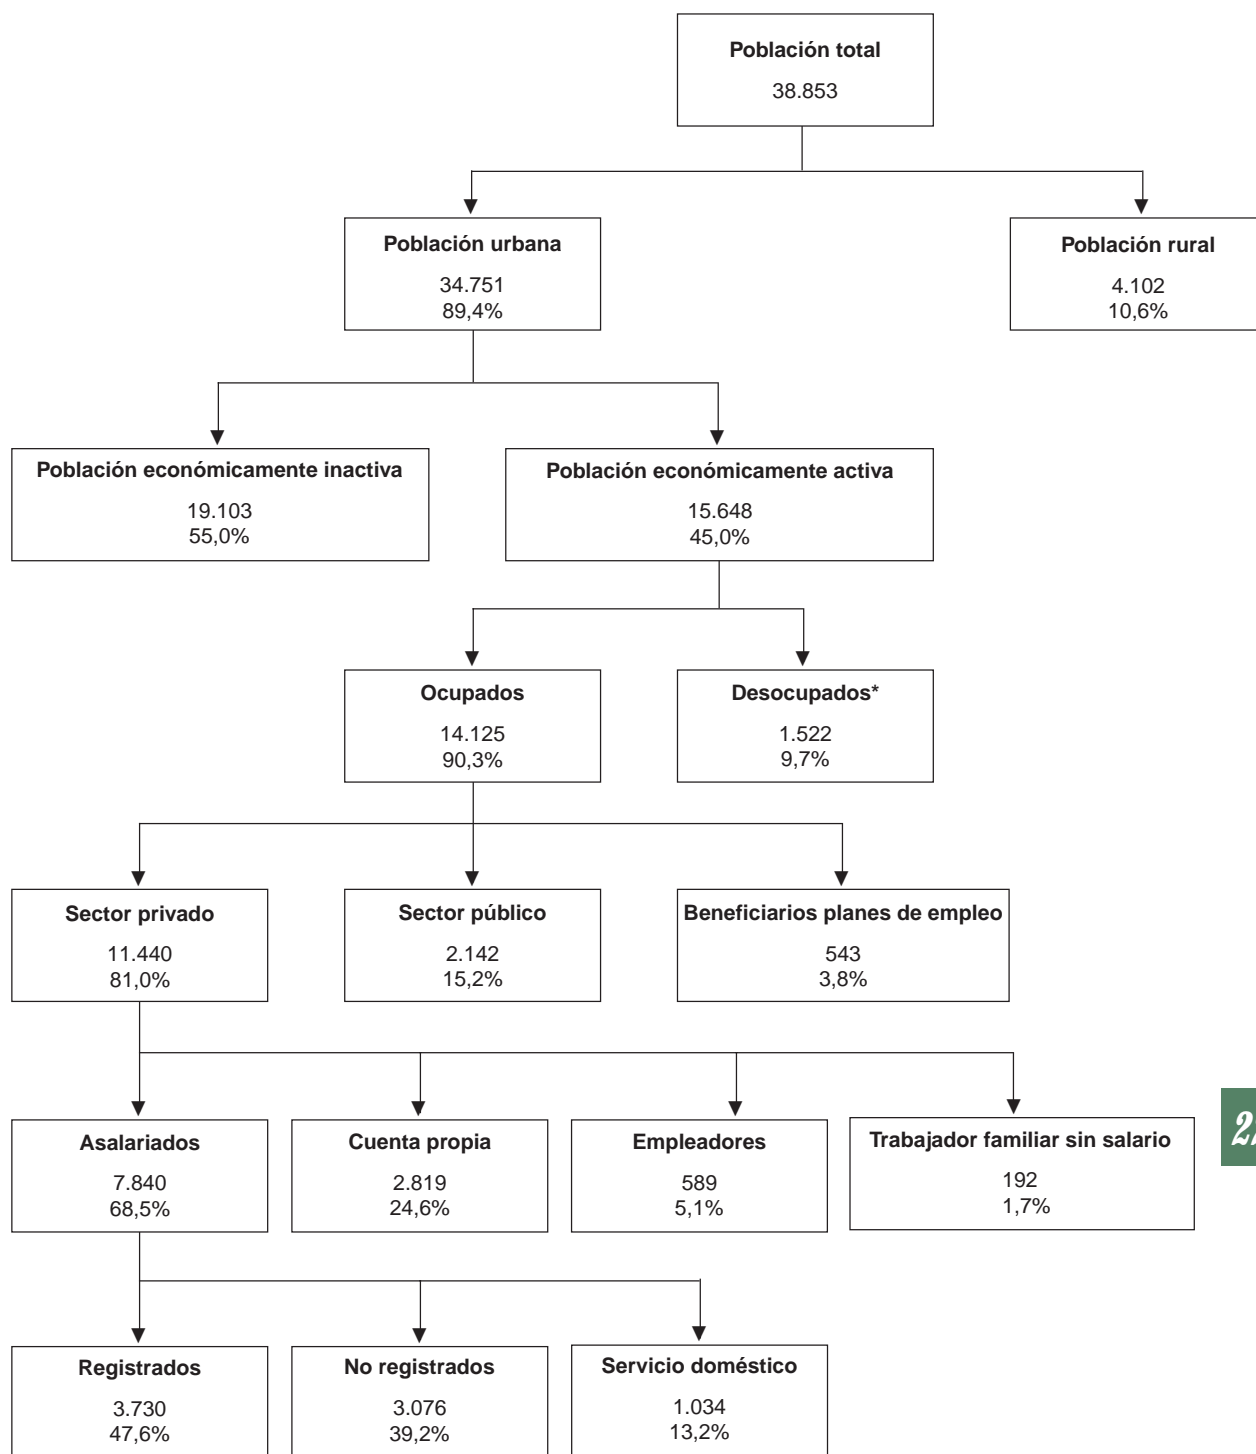 Población total
38.853
Población urbana
34.751
89,4%
Población rural
4.102
10,6%
Población económicamente inactiva
19.103
55,0%
Población económicamente activa
15.648
45,0%
Ocupados
14.125
90,3%
Desocupados*
1.522
9,7%
Sector privado
11.440
81,0%
Sector público
2.142
15,2%
Beneficiarios planes de empleo
543
3,8%
Asalariados
7.840
68,5%
Cuenta propia
2.819
24,6%
Empleadores
589
5,1%
Trabajador familiar sin salario
192
1,7%
Registrados
3.730
47,6%
No registrados
3.076
39,2%
Servicio doméstico
1.034
13,2%